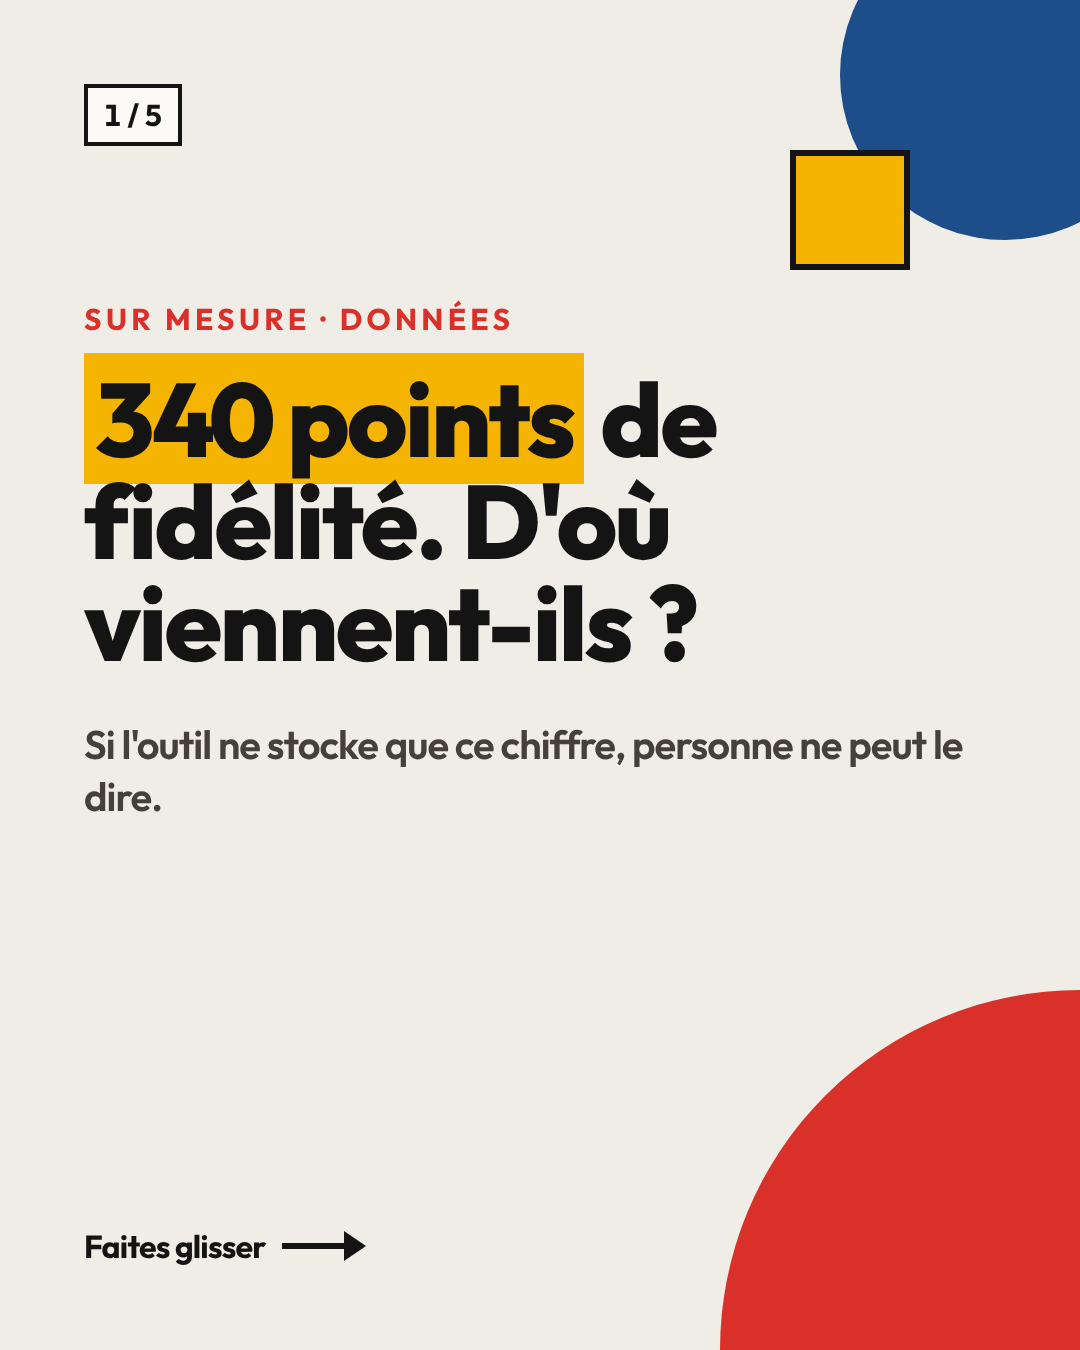 1 / 5
SUR MESURE · DONNÉES
340 points de
fidélité. D'où
viennent-ils ?
Si l'outil ne stocke que ce chiffre, personne ne peut le
dire.
Faites glisser